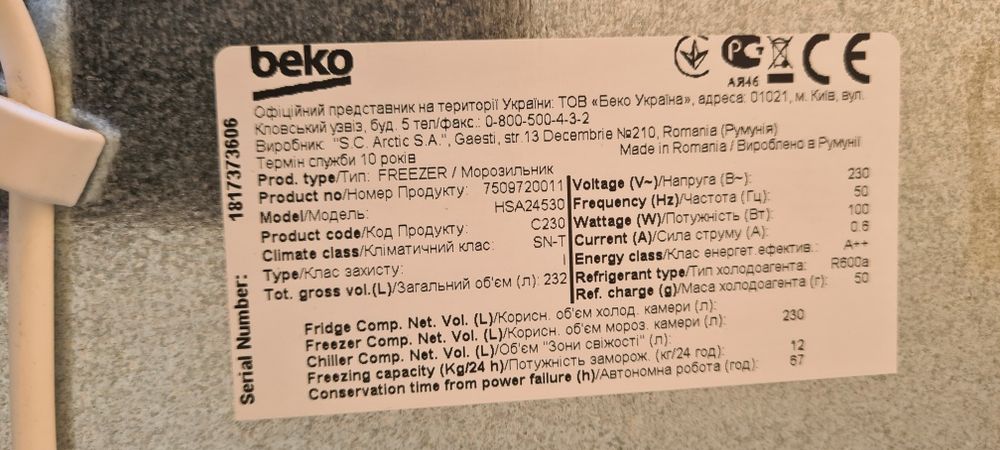 beko
АЯ46
CE
Офіційний представник на території України: ТОВ «Беко Україна», адреса: 01021, м. Київ, вул.
Кловський узвіз, буд. 5 тел/факс.: 0-800-500-4-3-2
Виробник: "S.C. Arctic S.A.", Gaesti, str.13 Decembrie №210, Romania (Румунія)
Термін служби 10 років
Made in Romania / Вироблено в Румунії
Prod. type/Тип: FREEZER / Морозильник
Product no/Номер Продукту: 7509720011
Model/Модель: HSA24530
Product code/Код Продукту: C230
Climate class/Кліматичний клас: SN-T
Type/Клас захисту: I
Tot. gross vol.(L)/Загальний об'єм (л): 232
Voltage (V~)/Напруга (В~): 230
Frequency (Hz)/Частота (Гц): 50
Wattage (W)/Потужність (Вт): 100
Current (A)/Сила струму (А): 0.6
Energy class/Клас енергет.ефектив.: A++
Refrigerant type/Тип холодоагента: R600a
Ref. charge (g)/Маса холодоагента (г): 50
Fridge Comp. Net. Vol. (L)/Корисн. об'єм холод. камери (л):
Freezer Comp. Net. Vol. (L)/Корисн. об'єм мороз. камери (л): 230
Chiller Comp. Net. Vol. (L)/Об'єм "Зони свіжості" (л):
Freezing capacity (Kg/24 h)/Потужність заморож. (кг/24 год): 12
Conservation time from power failure (h)/Автономна робота (год): 67
Serial Number: 1817373606